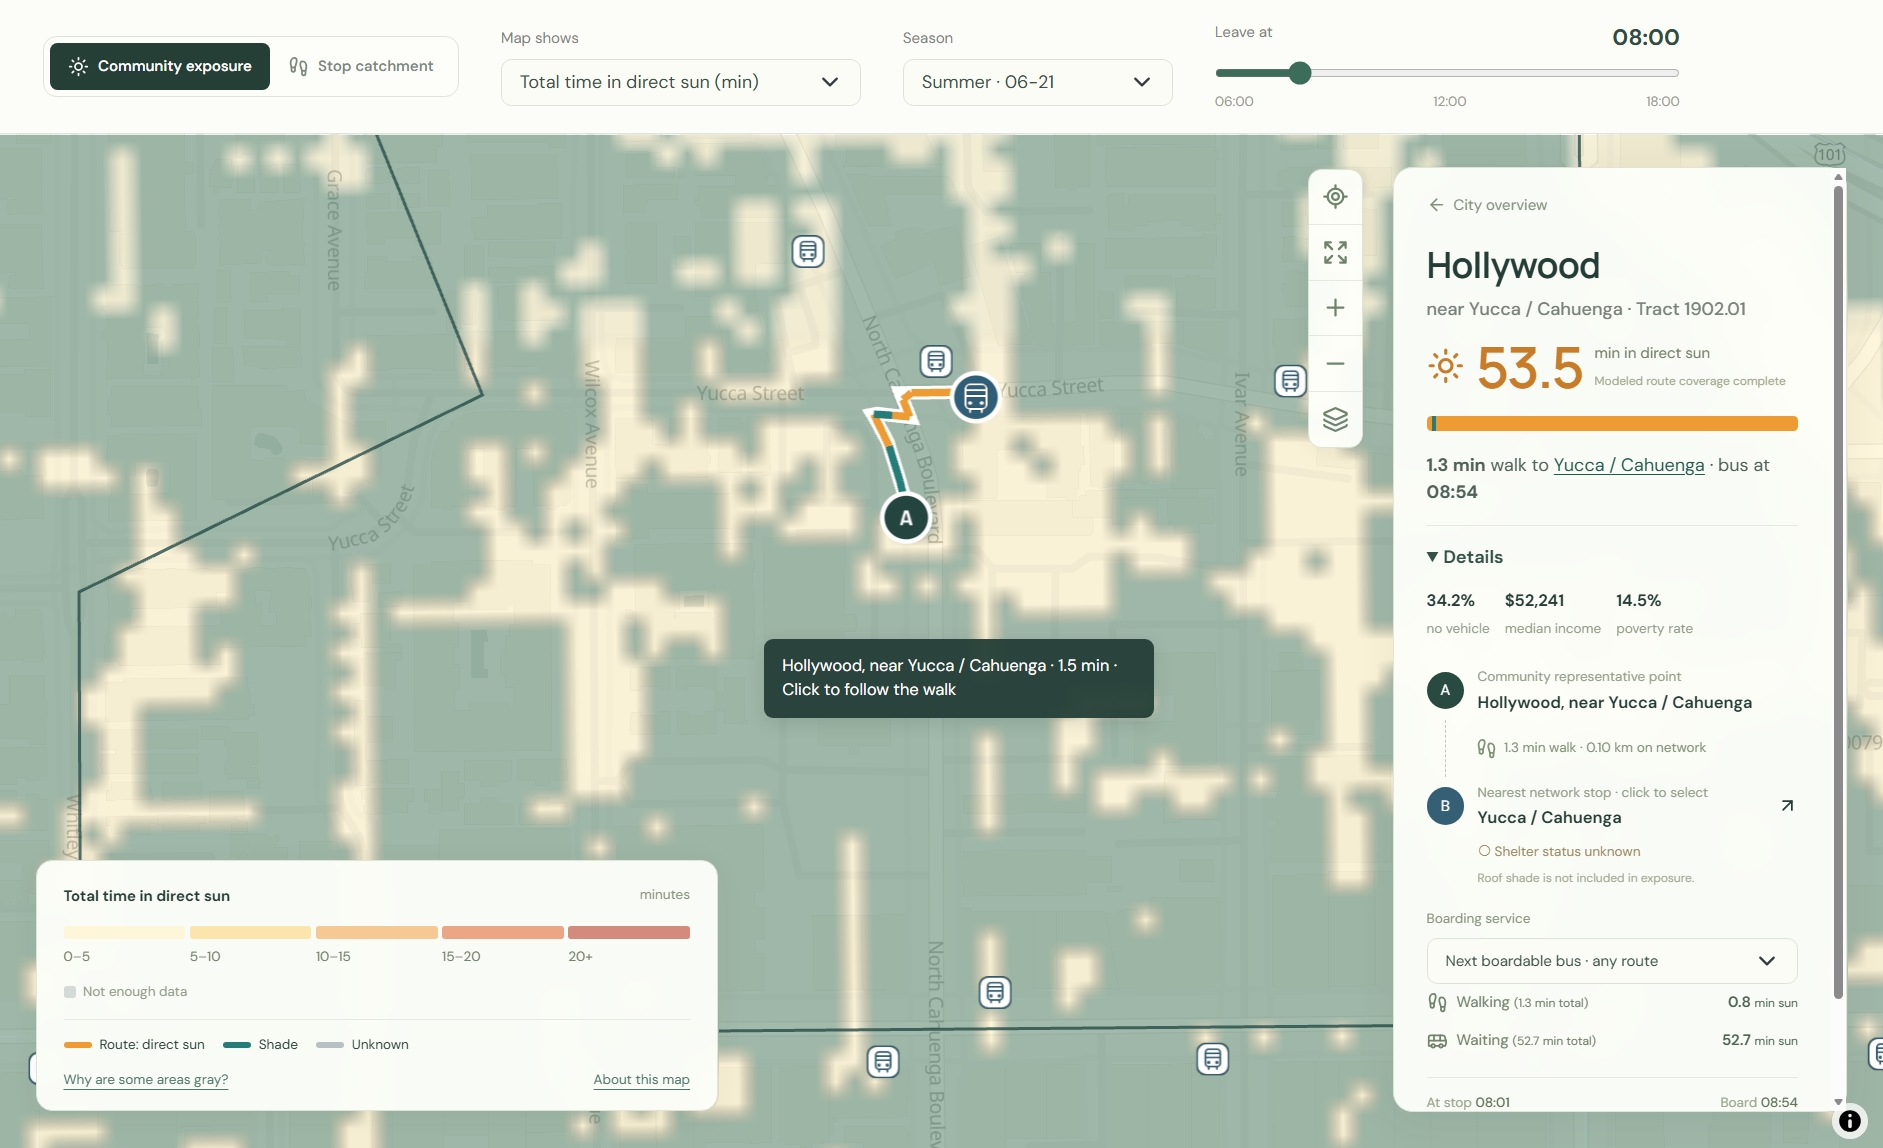 Community exposure
Stop catchment
Map shows
Total time in direct sun (min)
Season
Summer · 06-21
Leave at
08:00
06:00
12:00
18:00
101
Grace Avenue
Wilcox Avenue
North Ca
nga Boulevard
Yucca Street
Yucca Street
Ivar Avenue
Yucca Street
A
Whitley
North Cahuenga Boulev
0079
Hollywood, near Yucca / Cahuenga · 1.5 min ·
Click to follow the walk
City overview
Hollywood
near Yucca / Cahuenga · Tract 1902.01
53.5
min in direct sun
Modeled route coverage complete
1.3 min walk to Yucca / Cahuenga · bus at
08:54
▼ Details
34.2%
no vehicle
$52,241
median income
14.5%
poverty rate
A
Community representative point
Hollywood, near Yucca / Cahuenga
1.3 min walk · 0.10 km on network
B
Nearest network stop · click to select
Yucca / Cahuenga
Shelter status unknown
Roof shade is not included in exposure.
Boarding service
Next boardable bus · any route
Walking (1.3 min total)
0.8 min sun
Waiting (52.7 min total)
52.7 min sun
At stop 08:01
Board 08:54
Total time in direct sun
minutes
0–5
5–10
10–15
15–20
20+
Not enough data
Route: direct sun
Shade
Unknown
Why are some areas gray?
About this map
ue